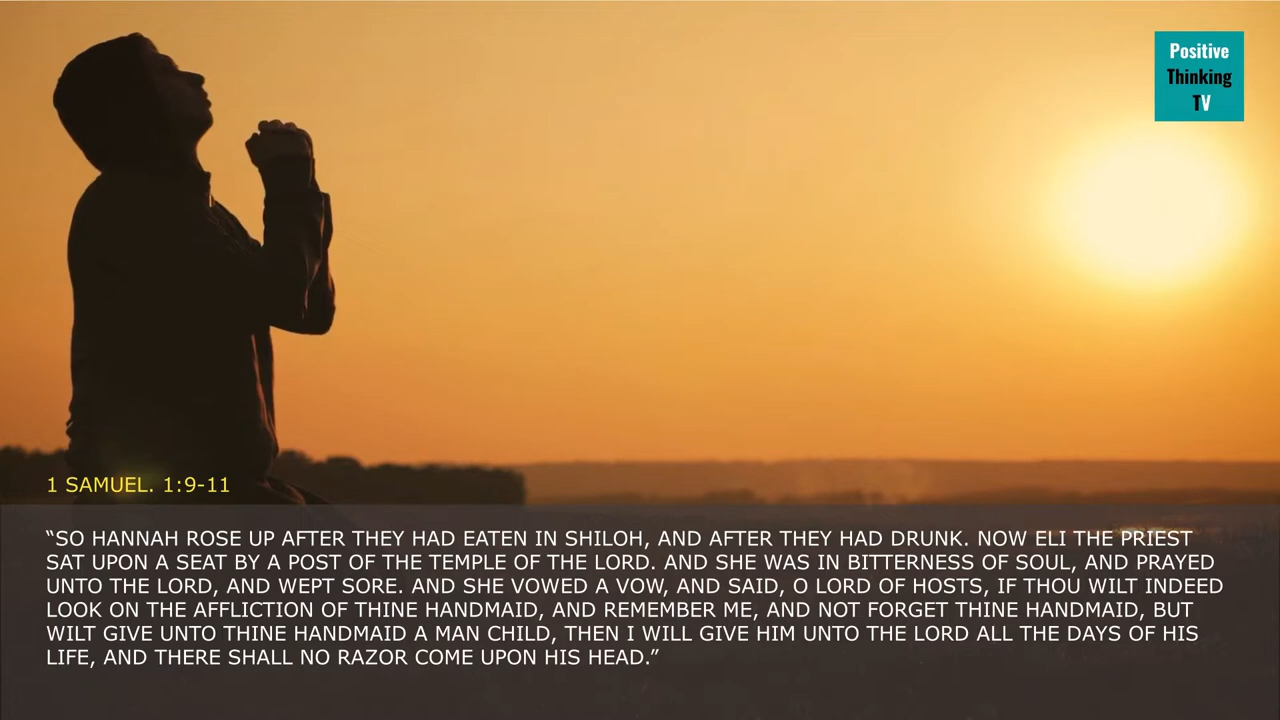 Positive
Thinking
TV
1 SAMUEL. 1:9-11
“SO HANNAH ROSE UP AFTER THEY HAD EATEN IN SHILOH, AND AFTER THEY HAD DRUNK. NOW ELI THE PRIEST
SAT UPON A SEAT BY A POST OF THE TEMPLE OF THE LORD. AND SHE WAS IN BITTERNESS OF SOUL, AND PRAYED
UNTO THE LORD, AND WEPT SORE. AND SHE VOWED A VOW, AND SAID, O LORD OF HOSTS, IF THOU WILT INDEED
LOOK ON THE AFFLICTION OF THINE HANDMAID, AND REMEMBER ME, AND NOT FORGET THINE HANDMAID, BUT
WILT GIVE UNTO THINE HANDMAID A MAN CHILD, THEN I WILL GIVE HIM UNTO THE LORD ALL THE DAYS OF HIS
LIFE, AND THERE SHALL NO RAZOR COME UPON HIS HEAD.”